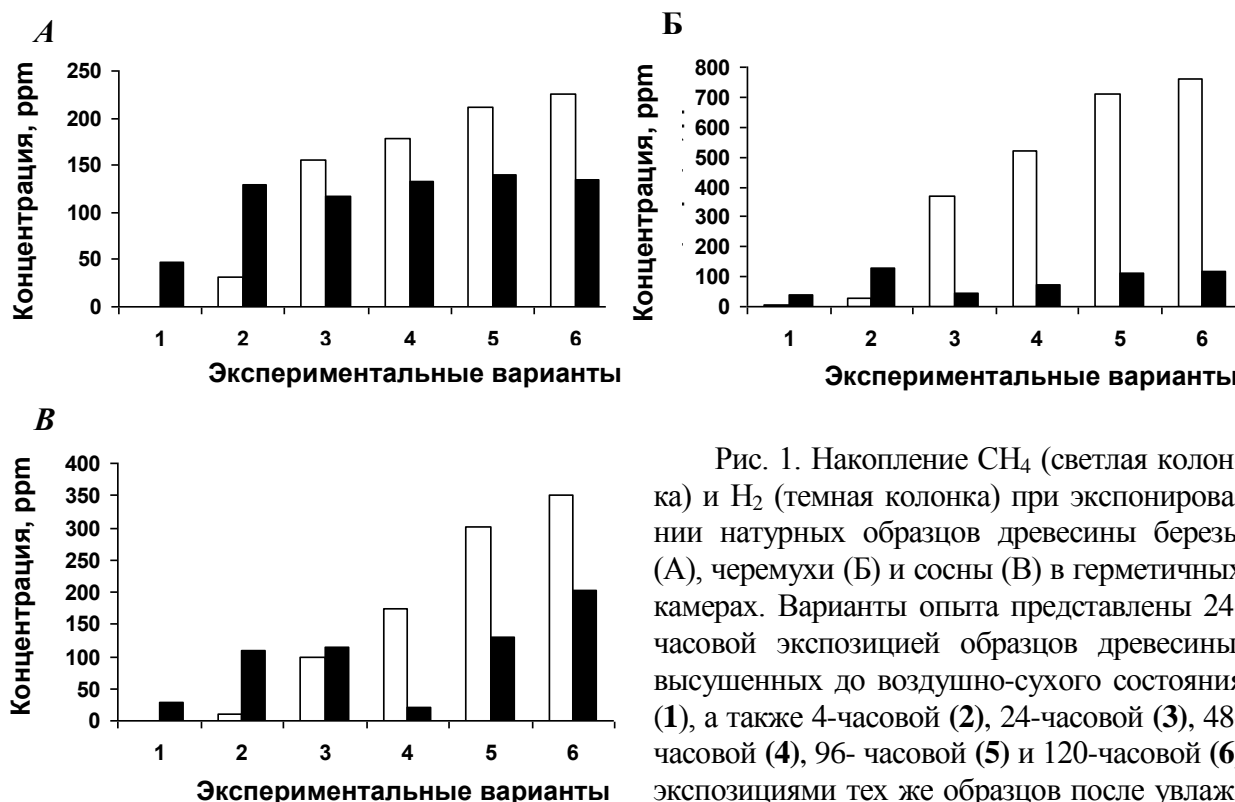 А
Концентрация, ppm
250
200
150
100
50
0
1 2 3 4 5 6
Экспериментальные варианты
Б
Концентрация, ppm
800
700
600
500
400
300
200
100
0
1 2 3 4 5 6
Экспериментальные варианты
В
Концентрация, ppm
400
350
300
250
200
150
100
50
0
1 2 3 4 5 6
Экспериментальные варианты
Рис. 1. Накопление CH₄ (светлая колон
ка) и H₂ (темная колонка) при экспонирова
нии натурных образцов древесины березы
(А), черемухи (Б) и сосны (В) в герметичных
камерах. Варианты опыта представлены 24
часовой экспозицией образцов древесины
высушенных до воздушно-сухого состояния
(1), а также 4-часовой (2), 24-часовой (3), 48
часовой (4), 96- часовой (5) и 120-часовой (6
экспозициями тех же образцов после увлаж